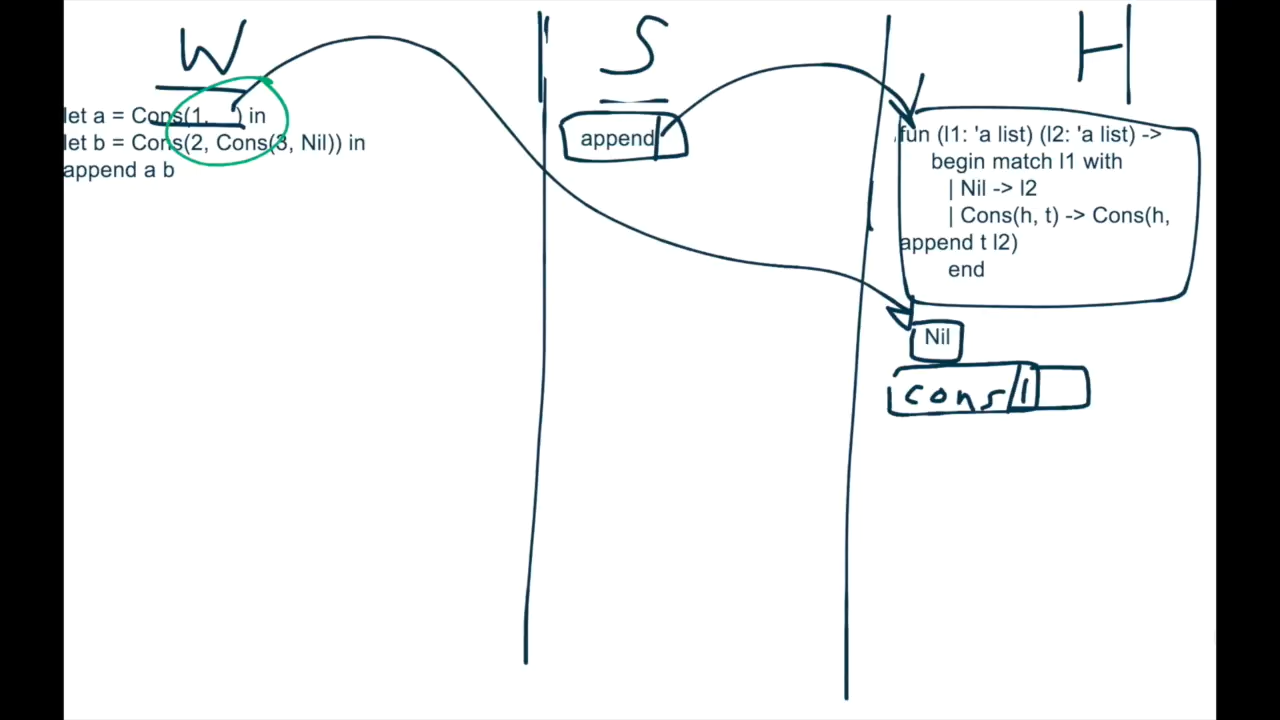 W
let a = Cons(1, ) in
let b = Cons(2, Cons(3, Nil)) in
append a b
S
append
H
fun (l1: 'a list) (l2: 'a list) ->
begin match l1 with
| Nil -> l2
| Cons(h, t) -> Cons(h,
append t l2)
end
Nil
cons 1